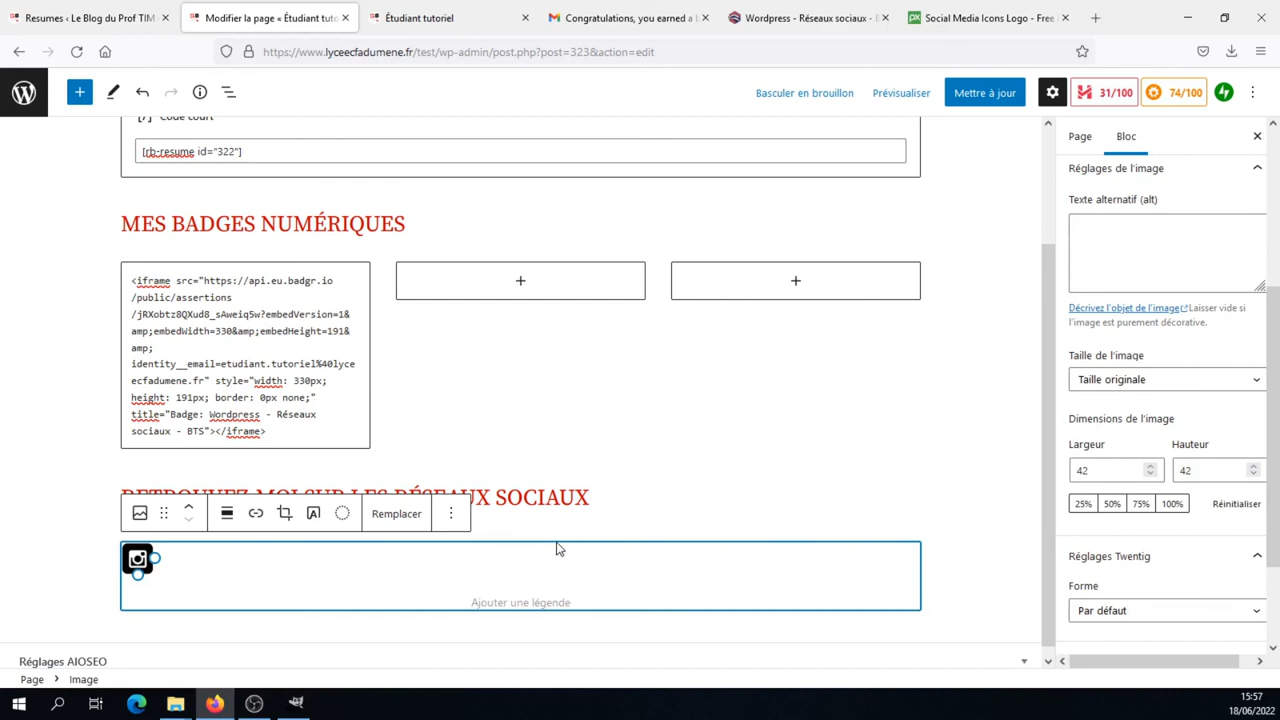 Resumes ‹ Le Blog du Prof TIM
Modifier la page « Étudiant tuto
Étudiant tutoriel
Congratulations, you earned a b
Wordpress - Réseaux sociaux - B
Social Media Icons Logo - Free
https://www.lyceecfadumene.fr/test/wp-admin/post.php?post=323&action=edit
Basculer en brouillon
Prévisualiser
Mettre à jour
31/100
74/100
[/] Code court
Page
Bloc
[rb-resume id="322"]
Réglages de l'image
Texte alternatif (alt)
MES BADGES NUMÉRIQUES
<iframe src="https://api.eu.badgr.io
/public/assertions
/jRXobtz8QXud8_sAweiq5w?embedVersion=1&
amp;embedWidth=330&amp;embedHeight=191&
amp;
identity__email=etudiant.tutoriel%40lyce
ecfadumene.fr" style="width: 330px;
height: 191px; border: 0px none;"
title="Badge: Wordpress - Réseaux
sociaux - BTS"></iframe>
Décrivez l'objet de l'image Laisser vide si
l'image est purement décorative.
Taille de l'image
Taille originale
Dimensions de l'image
Largeur
Hauteur
42
42
25%
50%
75%
100%
Réinitialiser
RETROUVEZ MOI SUR LES RÉSEAUX SOCIAUX
Remplacer
Ajouter une légende
Réglages Twentig
Forme
Par défaut
Réglages AIOSEO
Page
Image
15:57
18/06/2022